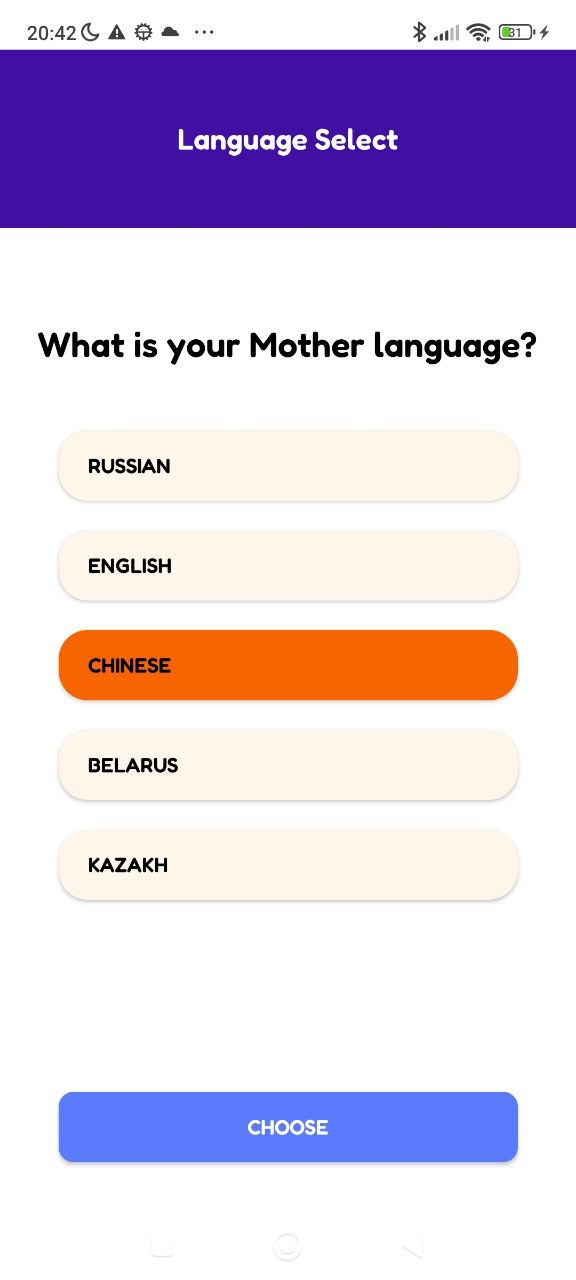 20:42
31
Language Select
What is your Mother language?
RUSSIAN
ENGLISH
CHINESE
BELARUS
KAZAKH
CHOOSE